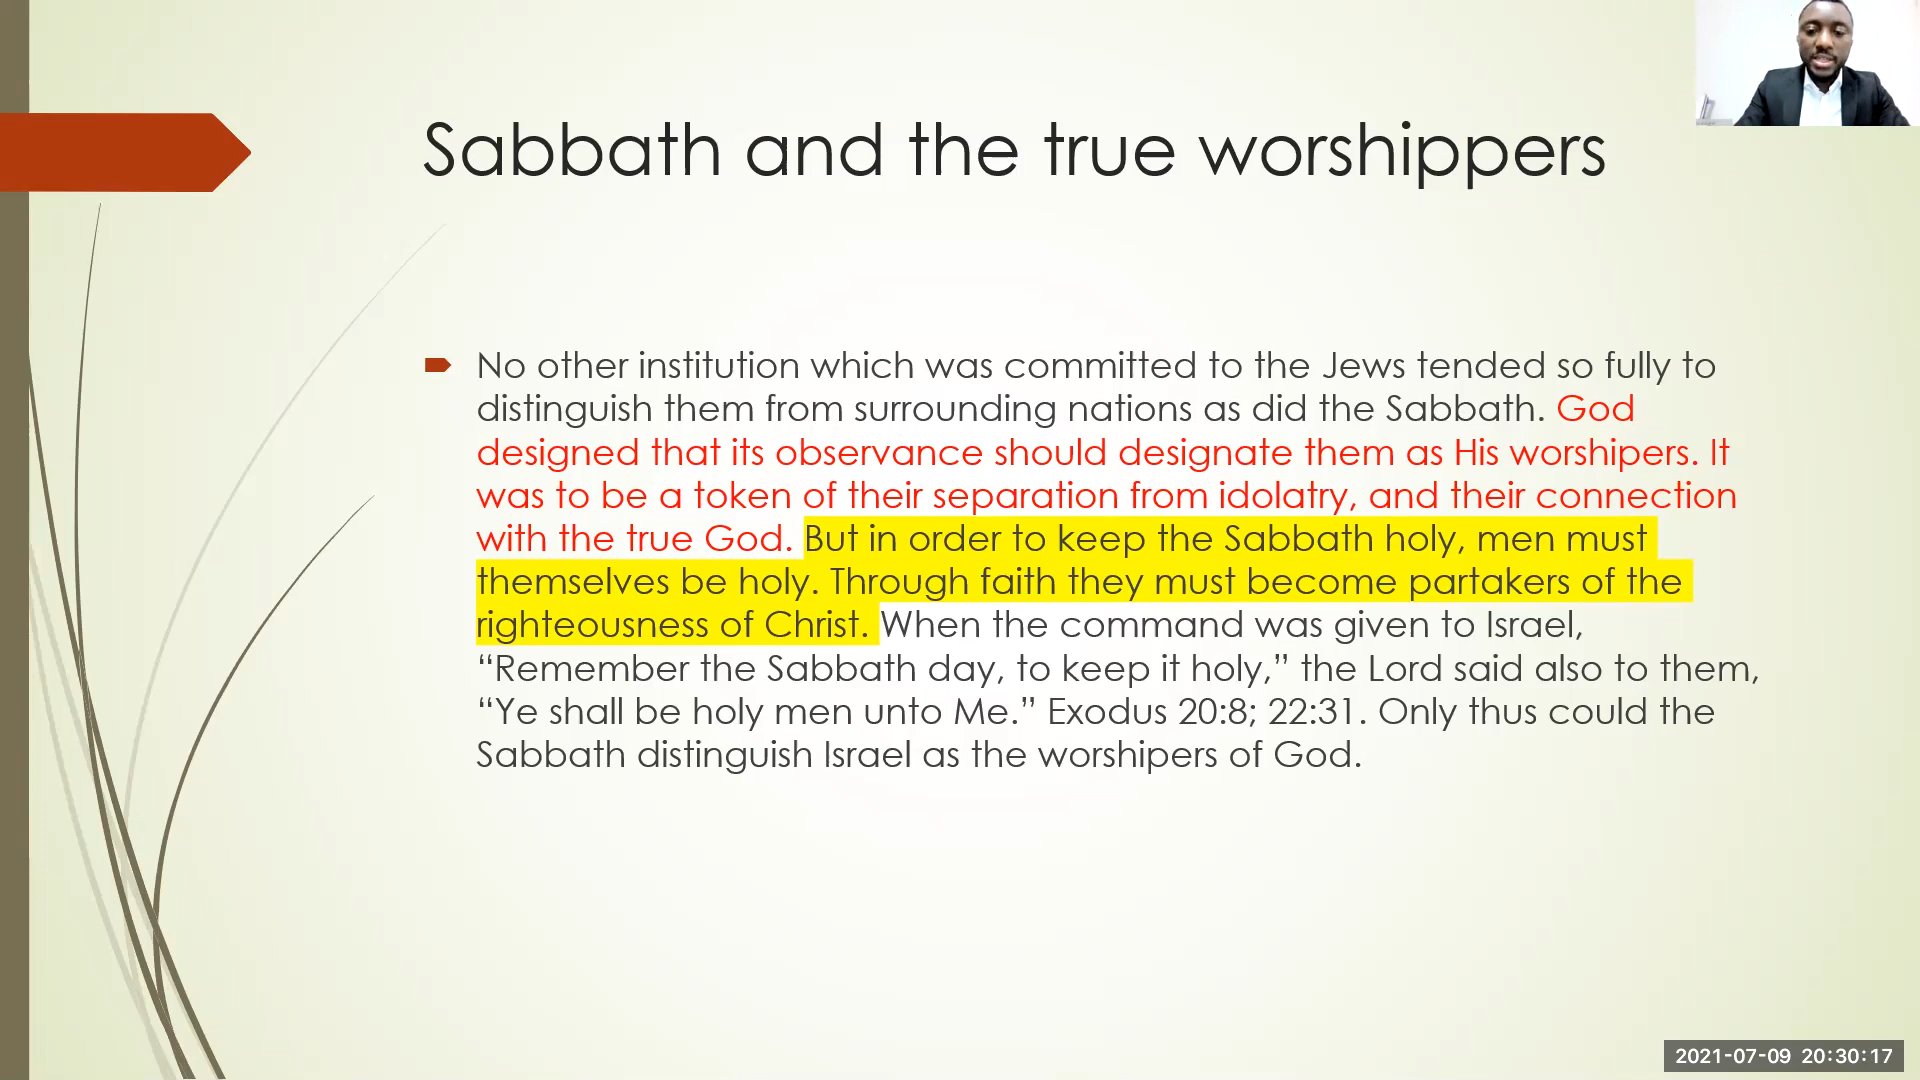 Sabbath and the true worshippers
No other institution which was committed to the Jews tended so fully to
distinguish them from surrounding nations as did the Sabbath. God
designed that its observance should designate them as His worshipers. It
was to be a token of their separation from idolatry, and their connection
with the true God. But in order to keep the Sabbath holy, men must
themselves be holy. Through faith they must become partakers of the
righteousness of Christ. When the command was given to Israel,
“Remember the Sabbath day, to keep it holy,” the Lord said also to them,
“Ye shall be holy men unto Me.” Exodus 20:8; 22:31. Only thus could the
Sabbath distinguish Israel as the worshipers of God.
2021-07-09 20:30:17